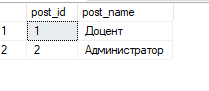 post_id post_name
1 1 Доцент
2 2 Администратор